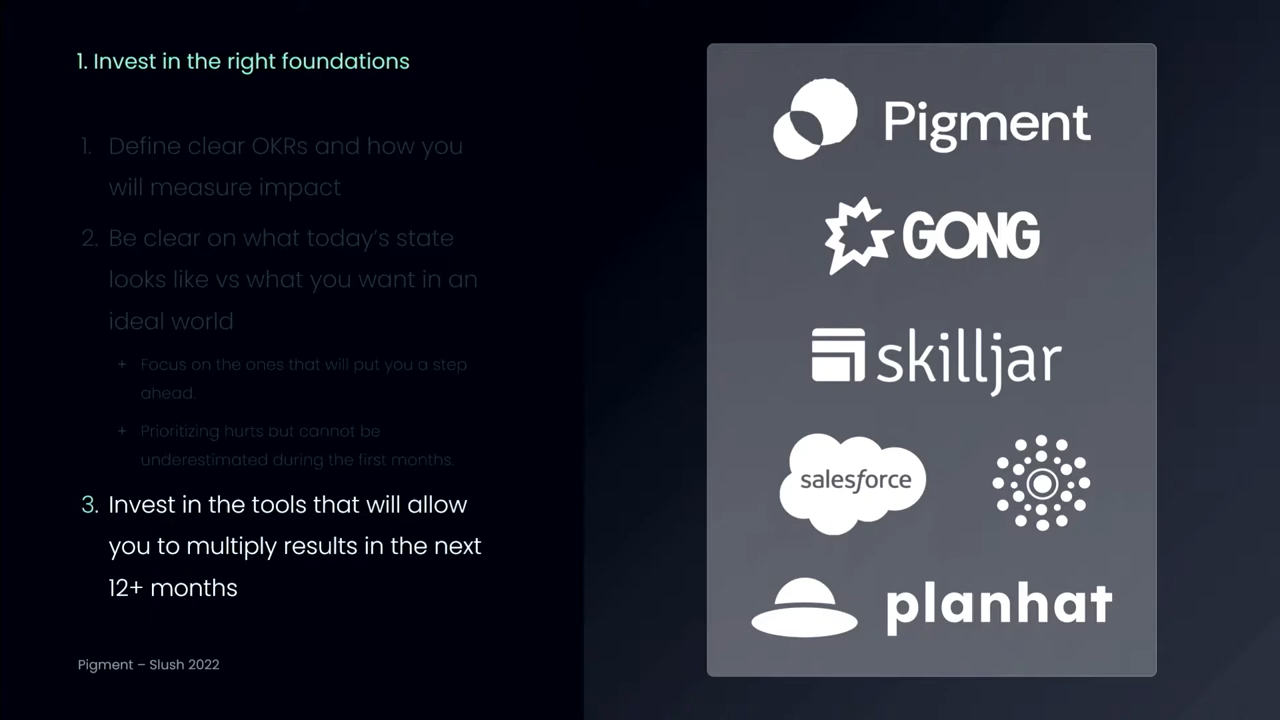 1. Invest in the right foundations
1. Define clear OKRs and how you
will measure impact
2. Be clear on what today's state
looks like vs what you want in an
ideal world
+ Focus on the ones that will put you a step
ahead.
+ Prioritizing hurts but cannot be
underestimated during the first months.
3. Invest in the tools that will allow
you to multiply results in the next
12+ months
Pigment – Slush 2022
Pigment
GONG
skilljar
salesforce
planhat